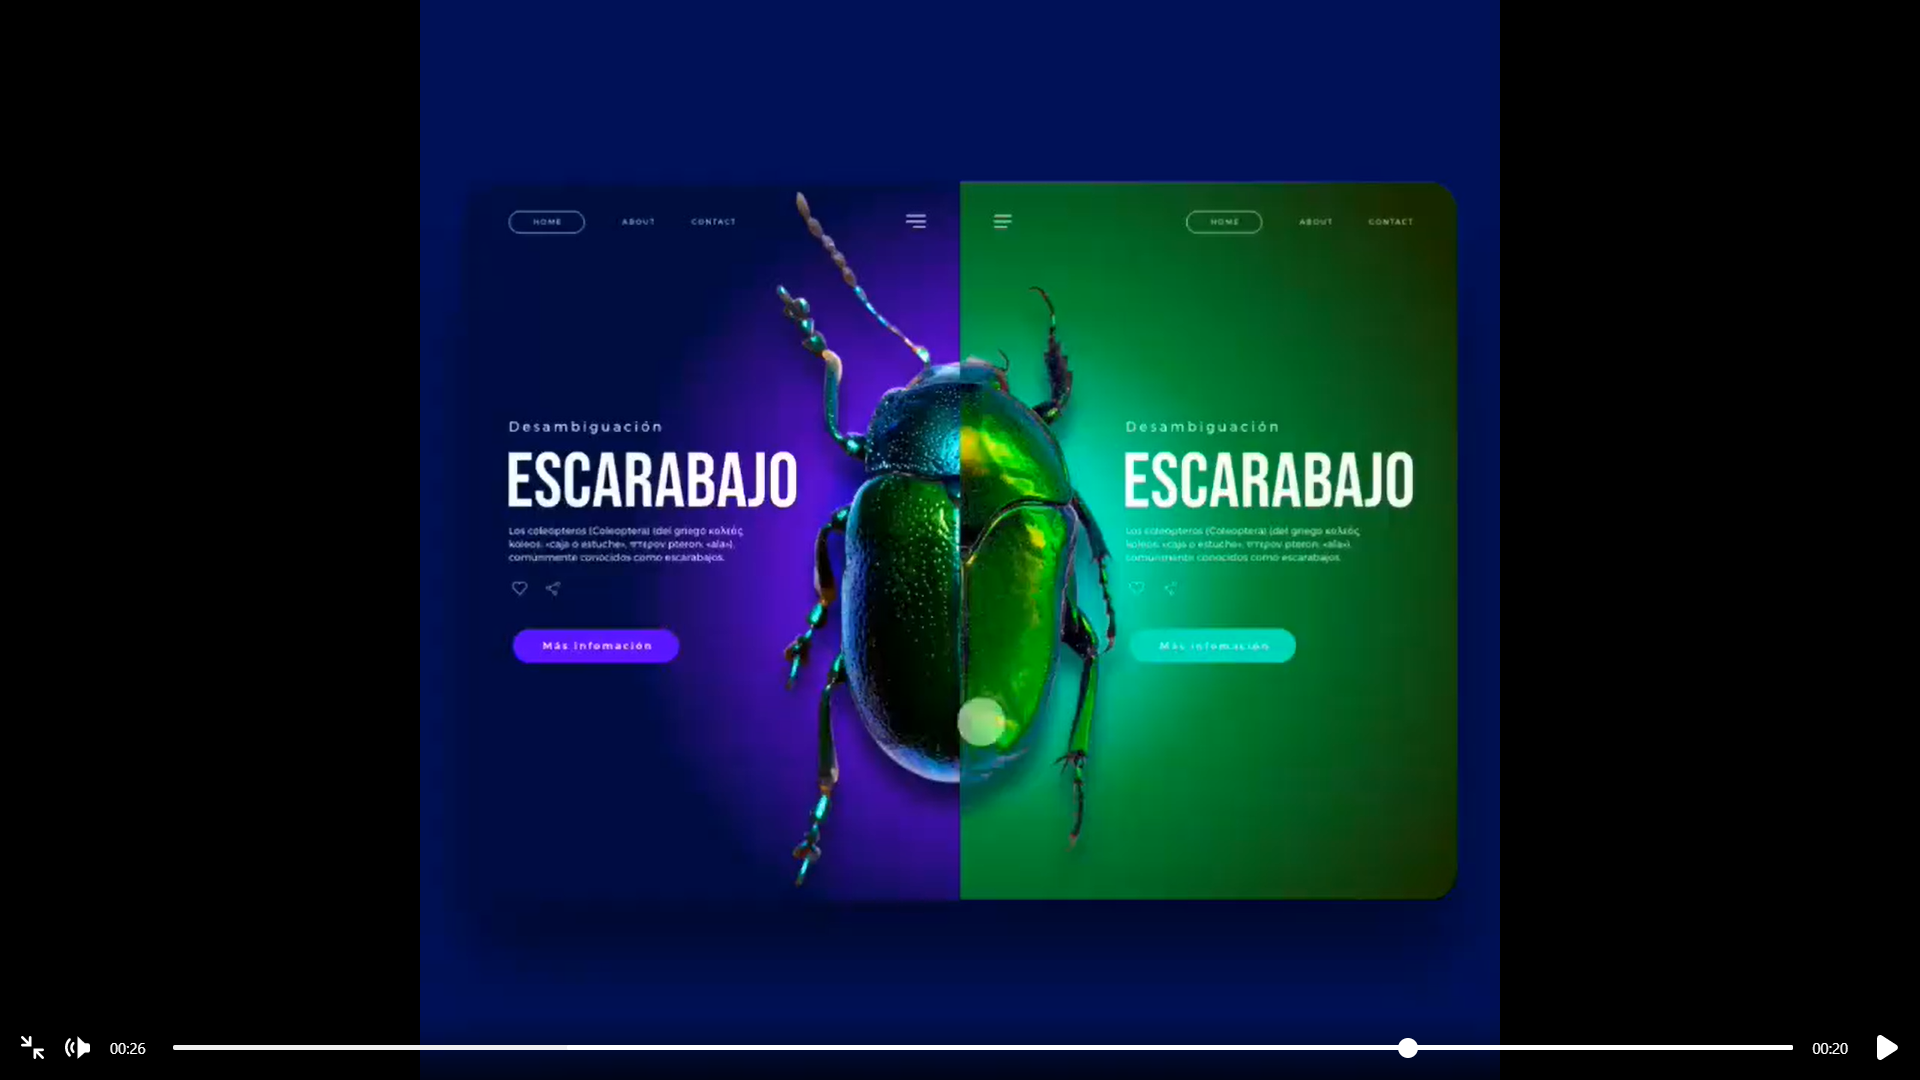 HOME ABOUT CONTACT
Desambiguación
ESCARABAJO
Los coleópteros (Coleoptera) (del griego κολεός
koleos: «caja o estuche», πτερον pteron: «ala»),
comúnmente conocidos como escarabajos.
Más Infomación
HOME ABOUT CONTACT
Desambiguación
ESCARABAJO
Los coleópteros (Coleoptera) (del griego κολεός
koleos: «caja o estuche», πτερον pteron: «ala»),
comúnmente conocidos como escarabajos.
Más Infomación
00:26
00:20